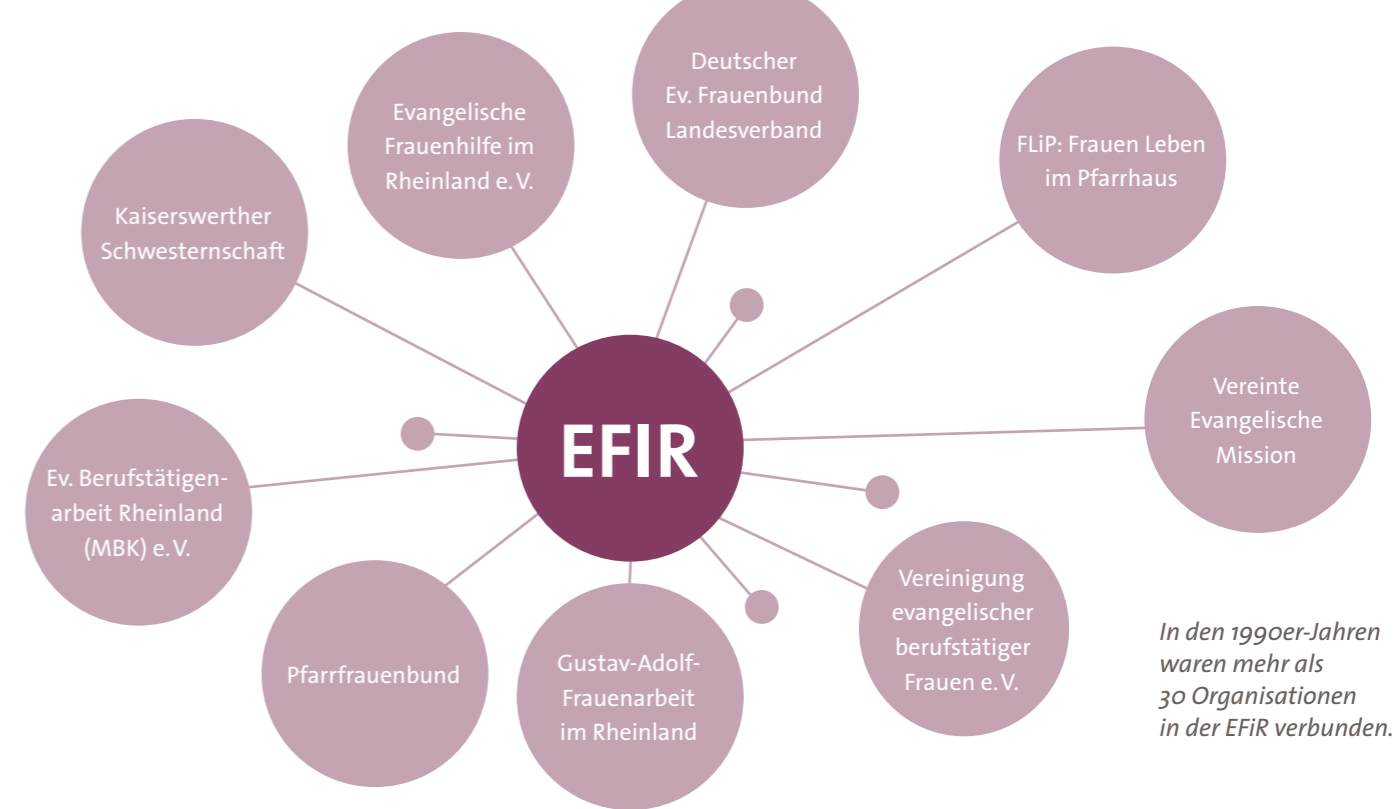 Deutscher
Ev. Frauenbund
Landesverband
Evangelische
Frauenhilfe im
Rheinland e. V.
FLiP: Frauen Leben
im Pfarrhaus
Kaiserswerther
Schwesternschaft
Vereinte
Evangelische
Mission
EFIR
Ev. Berufstätigen-
arbeit Rheinland
(MBK) e. V.
Vereinigung
evangelischer
berufstätiger
Frauen e. V.
Pfarrfrauenbund
Gustav-Adolf-
Frauenarbeit
im Rheinland
In den 1990er-Jahren
waren mehr als
30 Organisationen
in der EFiR verbunden.